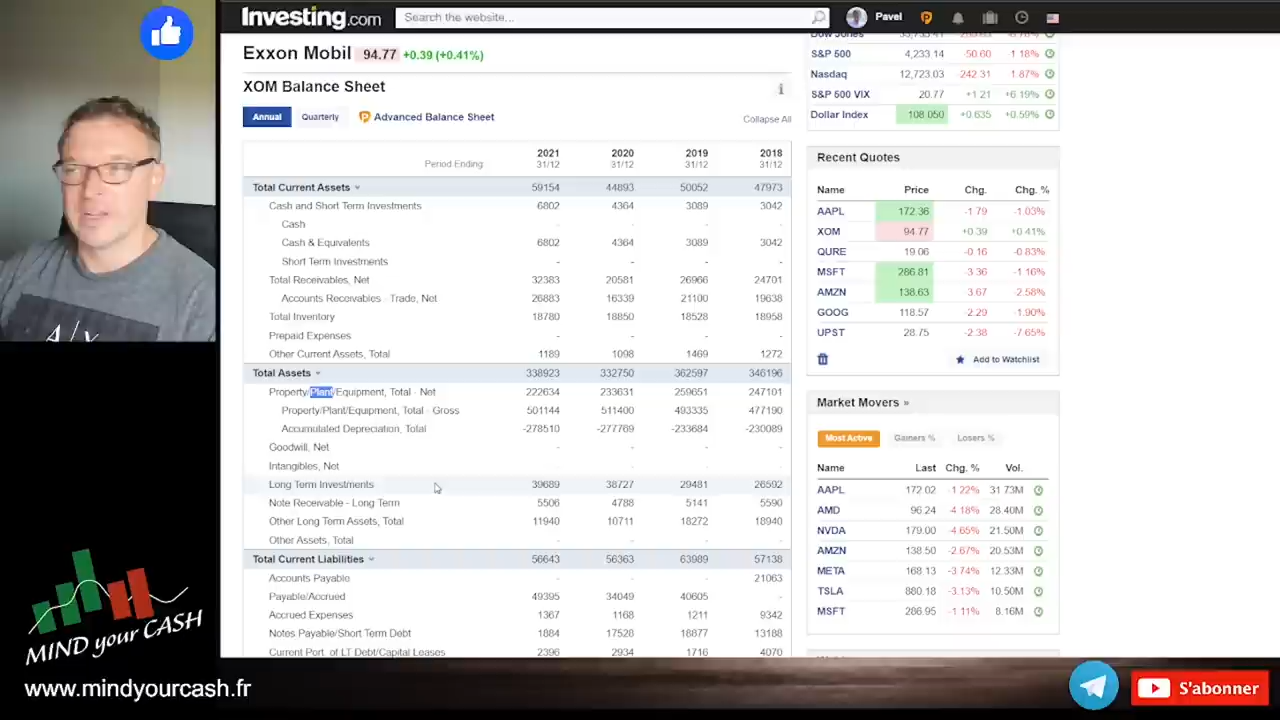 Investing.com
Search the website...
Pavel
Exxon Mobil 94.77 +0.39 (+0.41%)
XOM Balance Sheet
Annual Quarterly Advanced Balance Sheet
Collapse All
Period Ending: 2021 31/12 2020 31/12 2019 31/12 2018 31/12
Total Current Assets 59154 44893 50052 47973
Cash and Short Term Investments 6802 4364 3089 3042
Cash - - - -
Cash & Equivalents 6802 4364 3089 3042
Short Term Investments - - - -
Total Receivables, Net 32383 20581 26966 24701
Accounts Receivables - Trade, Net 26883 16339 21100 19638
Total Inventory 18780 18850 18528 18958
Prepaid Expenses - - - -
Other Current Assets, Total 1189 1098 1469 1272
Total Assets 338923 332750 362597 346196
Property/Plant/Equipment, Total - Net 222634 233631 259651 247101
Property/Plant/Equipment, Total - Gross 501144 511400 493335 477190
Accumulated Depreciation, Total -278510 -277769 -233684 -230089
Goodwill, Net - - - -
Intangibles, Net - - - -
Long Term Investments 39689 38727 29481 26592
Note Receivable - Long Term 5506 4788 5141 5590
Other Long Term Assets, Total 11940 10711 18272 18940
Other Assets, Total - - - -
Total Current Liabilities 56643 56363 63989 57138
Accounts Payable - - - 21063
Payable/Accrued 49395 34049 40605 -
Accrued Expenses 1367 1168 1211 9342
Notes Payable/Short Term Debt 1884 17528 18877 13188
Current Port. of LT Debt/Capital Leases 2396 2934 1716 4070
Dow Jones
S&P 500 4,233.14 -50.60 1.18%
Nasdaq 12,723.03 -242.31 1.87%
S&P 500 VIX 20.77 +1.21 +6.19%
Dollar Index 108.050 +0.635 +0.59%
Recent Quotes
Name Price Chg. Chg. %
AAPL 172.36 -1.79 -1.03%
XOM 94.77 +0.39 +0.41%
QURE 19.06 -0.16 -0.83%
MSFT 286.81 -3.36 -1.16%
AMZN 138.63 3.67 -2.58%
GOOG 118.57 -2.29 -1.90%
UPST 28.75 -2.38 -7.65%
Add to Watchlist
Market Movers »
Most Active Gainers % Losers %
Name Last Chg. % Vol.
AAPL 172.02 -1.22% 31.73M
AMD 96.24 -4.18% 28.40M
NVDA 179.00 -4.65% 21.50M
AMZN 138.50 -2.67% 20.53M
META 168.13 -3.74% 12.33M
TSLA 880.18 -3.13% 10.50M
MSFT 286.95 -1.11% 8.16M
MIND your CASH
www.mindyourcash.fr
S'abonner